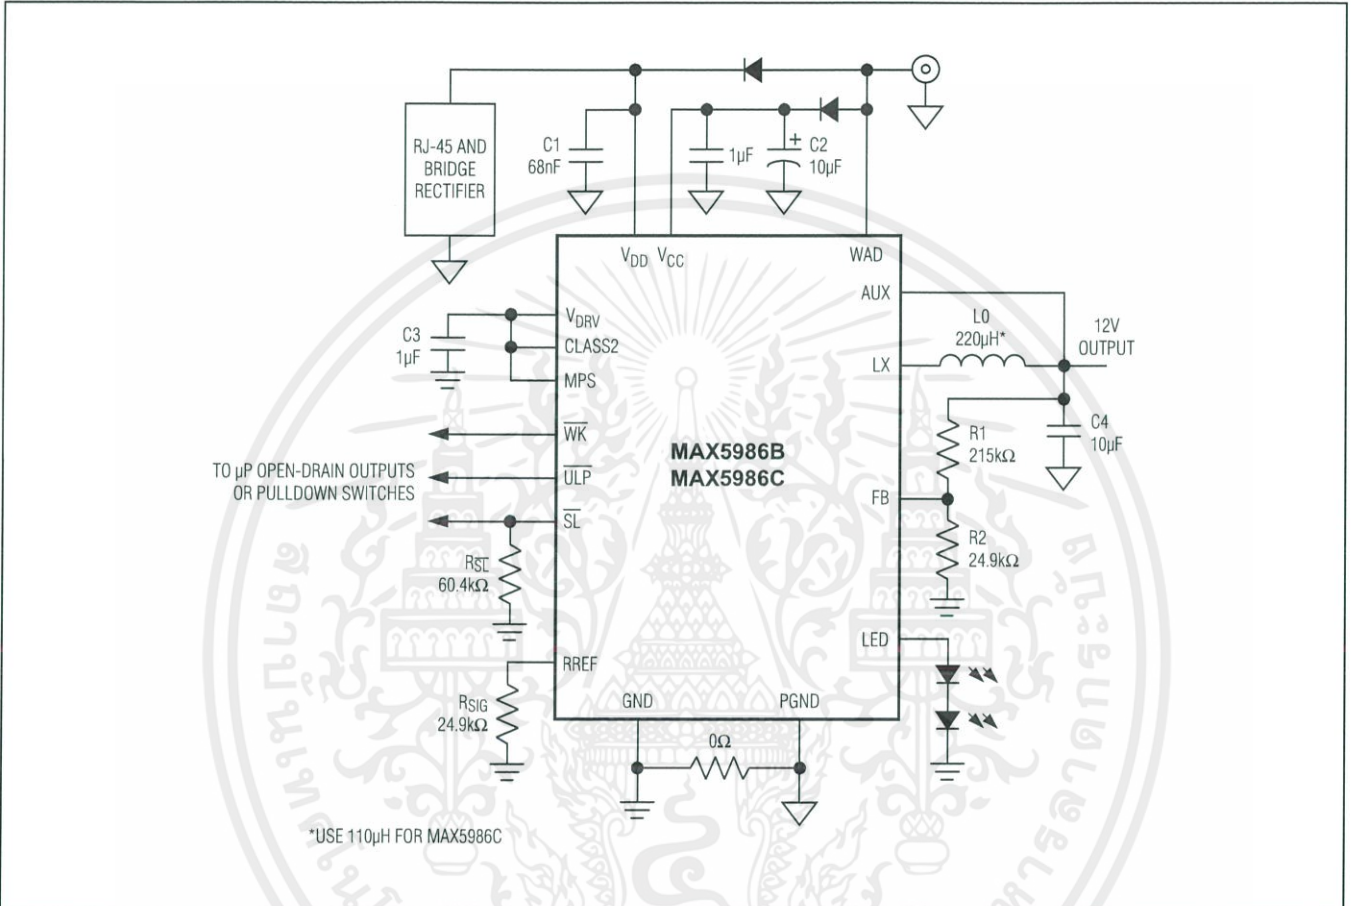 RJ-45 AND
BRIDGE
RECTIFIER
C1
68nF
1µF
+
C2
10µF
VDD
VCC
WAD
AUX
VDRV
C3
1µF
CLASS2
MPS
L0
220µH*
12V
OUTPUT
LX
WK
ULP
SL
TO µP OPEN-DRAIN OUTPUTS
OR PULLDOWN SWITCHES
MAX5986B
MAX5986C
R1
215kΩ
C4
10µF
FB
R2
24.9kΩ
RSL
60.4kΩ
LED
RREF
RSIG
24.9kΩ
GND
PGND
0Ω
*USE 110µH FOR MAX5986C